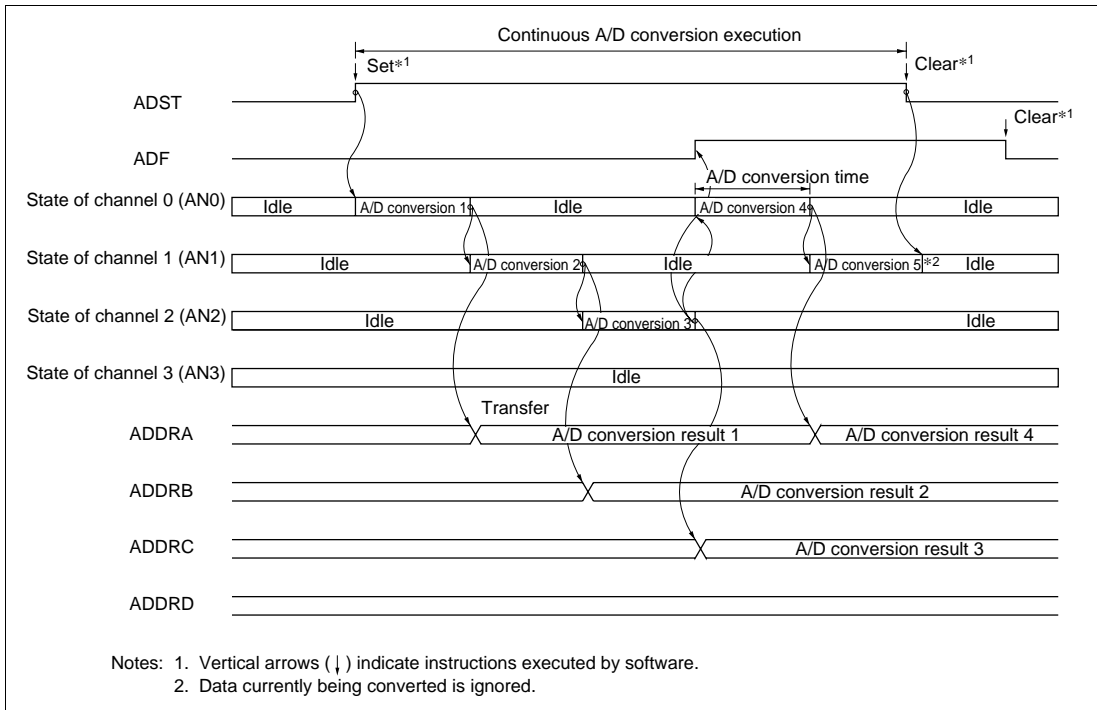 Continuous A/D conversion execution
Set*1
Clear*1
ADST
Clear*1
ADF
A/D conversion time
State of channel 0 (AN0)
Idle
A/D conversion 1
Idle
A/D conversion 4
Idle
State of channel 1 (AN1)
Idle
A/D conversion 2
Idle
A/D conversion 5
*2
Idle
State of channel 2 (AN2)
Idle
A/D conversion 3
Idle
State of channel 3 (AN3)
Idle
Transfer
ADDRA
A/D conversion result 1
A/D conversion result 4
ADDRB
A/D conversion result 2
ADDRC
A/D conversion result 3
ADDRD
Notes: 1. Vertical arrows (↓) indicate instructions executed by software.
2. Data currently being converted is ignored.